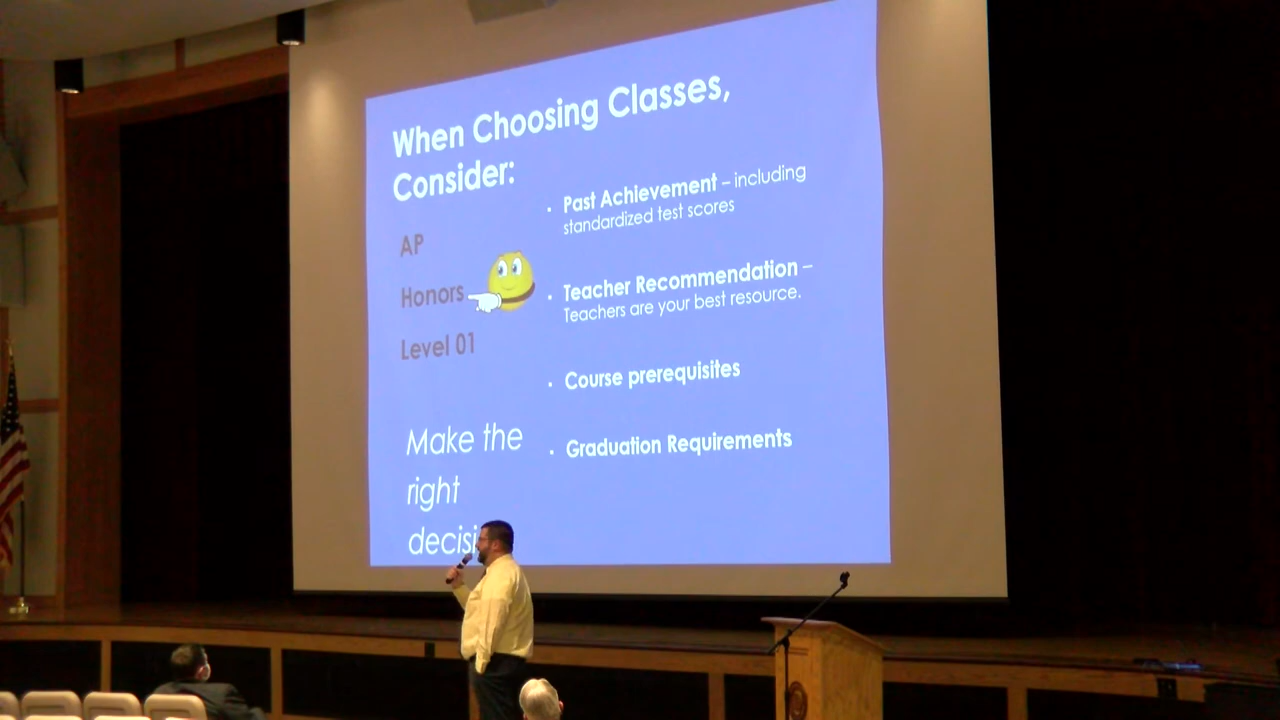 When Choosing Classes,
Consider:
AP
Honors
Level 01
Make the
right
• Past Achievement – including
standardized test scores
• Teacher Recommendation –
Teachers are your best resource.
• Course prerequisites
• Graduation Requirements